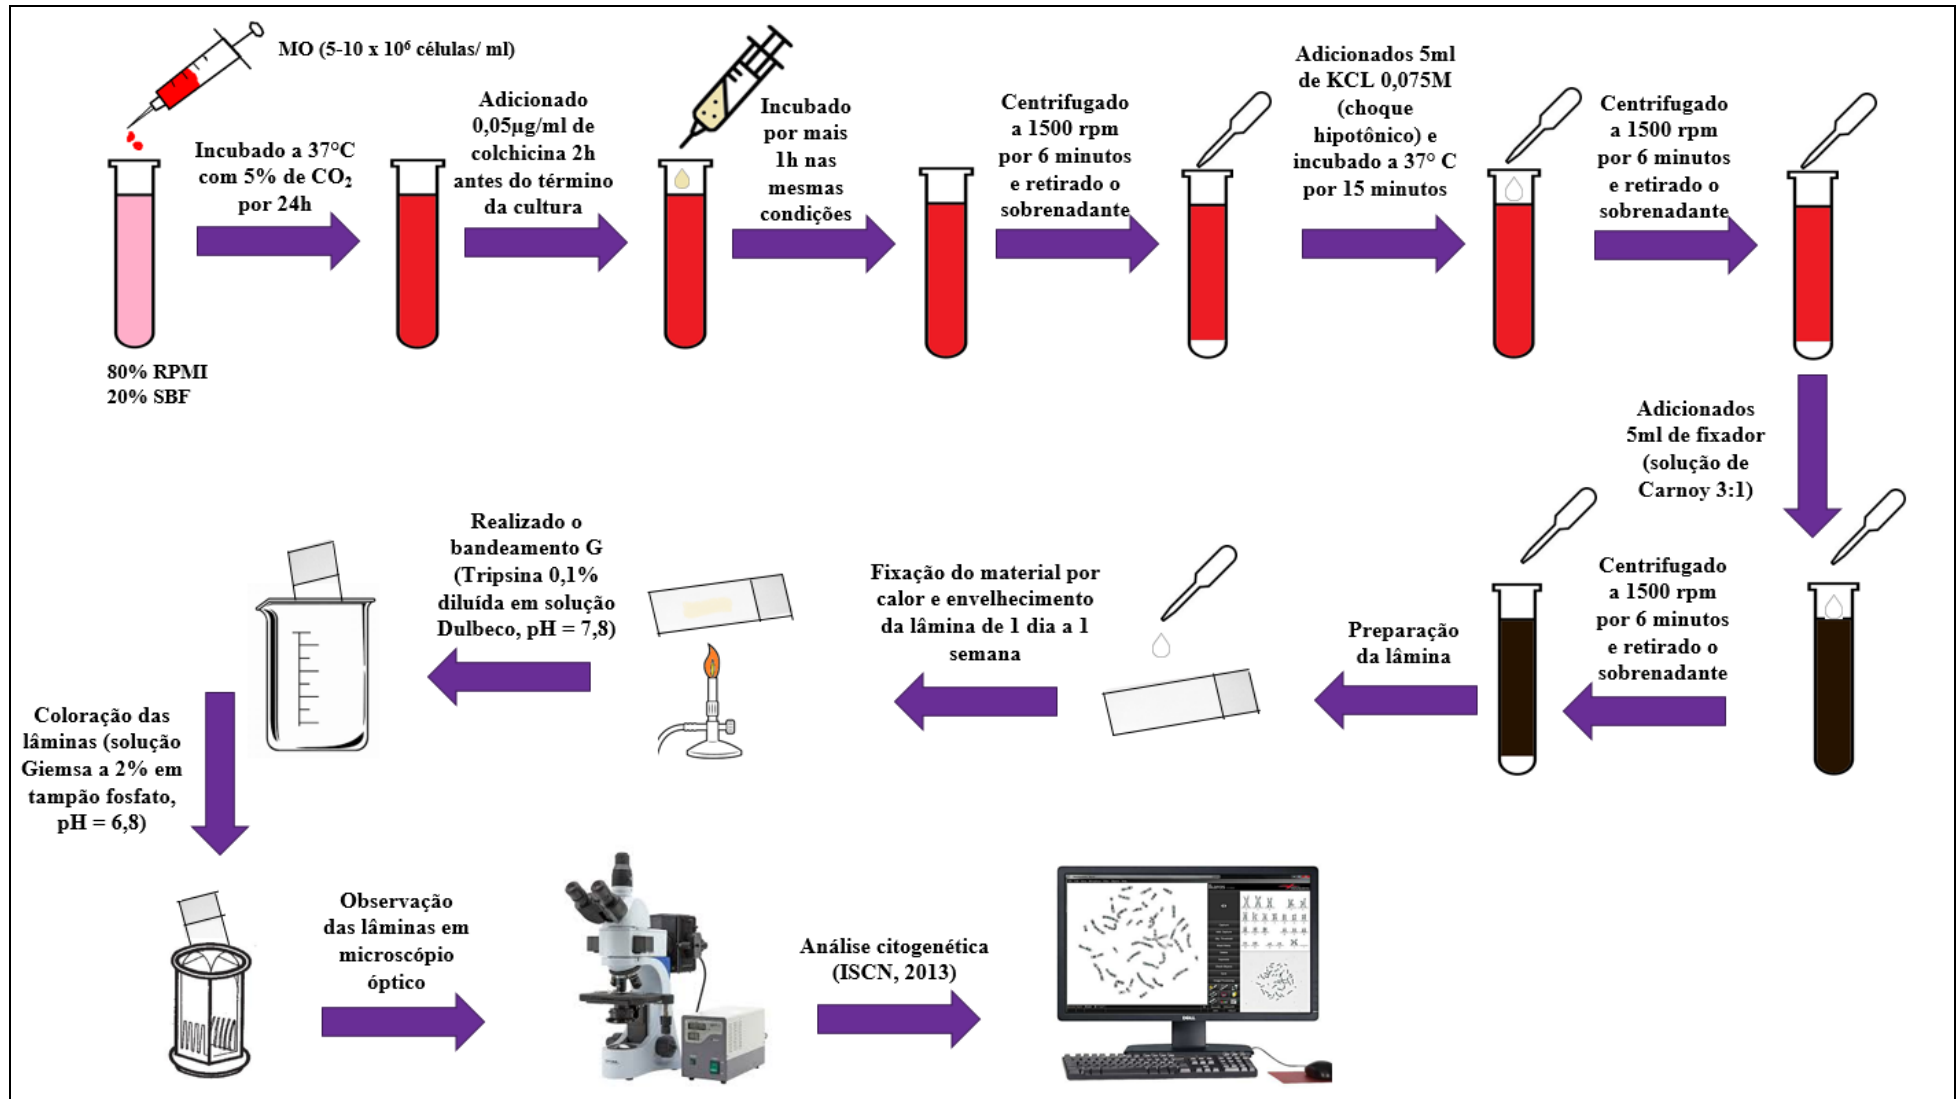 MO (5-10 x 10⁶ células/ ml)
80% RPMI
20% SBF
Incubado a 37°C
com 5% de CO₂
por 24h
Adicionado
0,05µg/ml de
colchicina 2h
antes do término
da cultura
Incubado
por mais
1h nas
mesmas
condições
Centrifugado
a 1500 rpm
por 6 minutos
e retirado o
sobrenadante
Adicionados 5ml
de KCL 0,075M
(choque
hipotônico) e
incubado a 37° C
por 15 minutos
Centrifugado
a 1500 rpm
por 6 minutos
e retirado o
sobrenadante
Adicionados
5ml de fixador
(solução de
Carnoy 3:1)
Centrifugado
a 1500 rpm
por 6 minutos
e retirado o
sobrenadante
Preparação
da lâmina
Fixação do material por
calor e envelhecimento
da lâmina de 1 dia a 1
semana
Realizado o
bandeamento G
(Tripsina 0,1%
diluída em solução
Dulbeco, pH = 7,8)
Coloração das
lâminas (solução
Giemsa a 2% em
tampão fosfato,
pH = 6,8)
Observação
das lâminas em
microscópio
óptico
Análise citogenética
(ISCN, 2013)
DELL